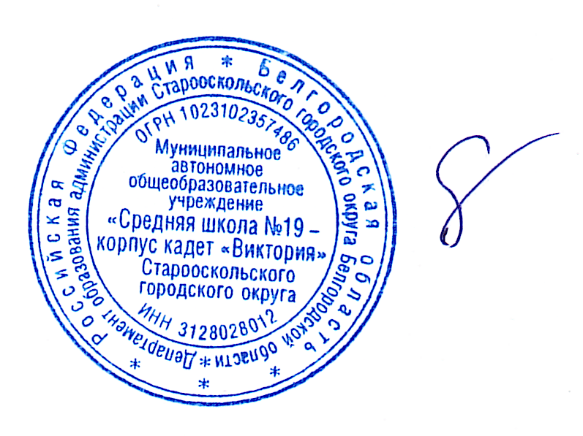 * Российская Федерация * Белгородская область *
* Департамент образования администрации Старооскольского городского округа Белгородской области
ОГРН 1023102357486
Муниципальное
автономное
общеобразовательное
учреждение
«Средняя школа №19 –
корпус кадет «Виктория»
Старооскольского
городского округа
ИНН 3128028012